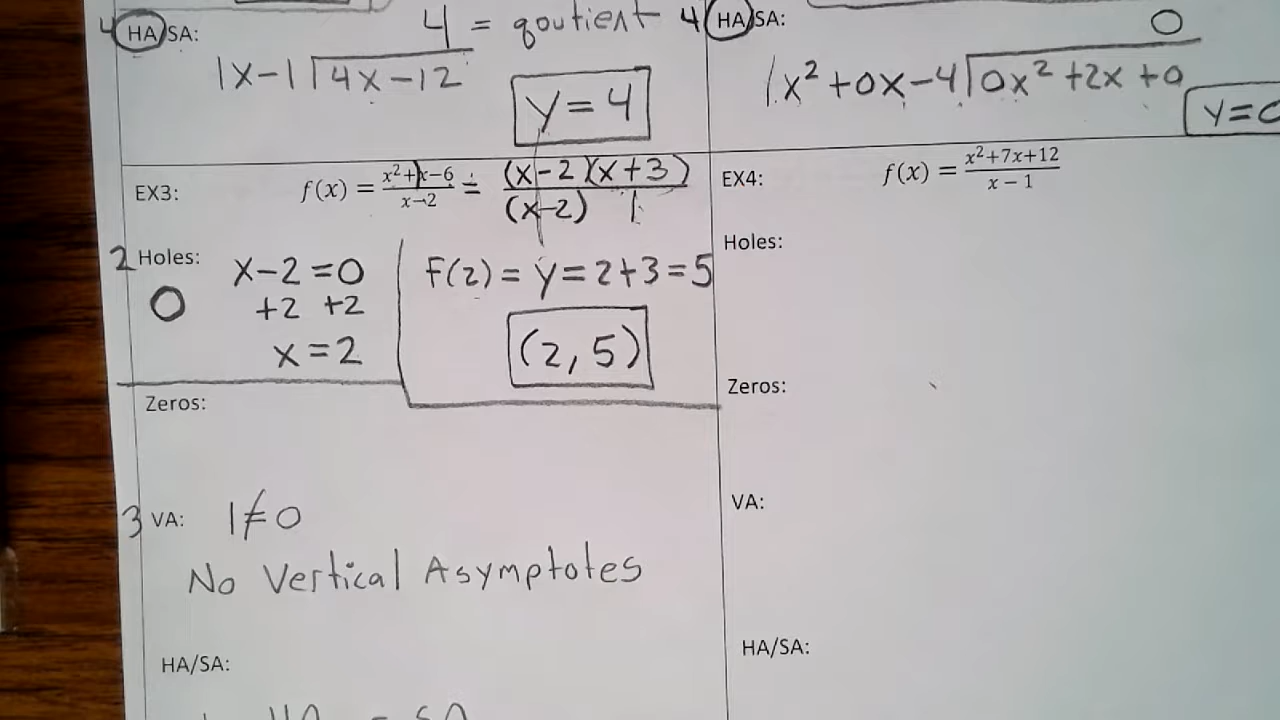 4 HA/SA: 4 = qoutient
1x-1 4x-12
y=4
4 HA/SA: 0
1x²+0x-4 0x²+2x+0
y=0
EX3: f(x) = x²+x-6 / x-2 = (x-2)(x+3) / (x-2) 1
2 Holes: x-2=0
0 +2 +2
x=2
F(2) = y=2+3=5
(2,5)
Zeros:
3 VA: 1≠0
No Vertical Asymptotes
HA/SA:
EX4: f(x) = x²+7x+12 / x-1
Holes:
Zeros:
VA:
HA/SA: